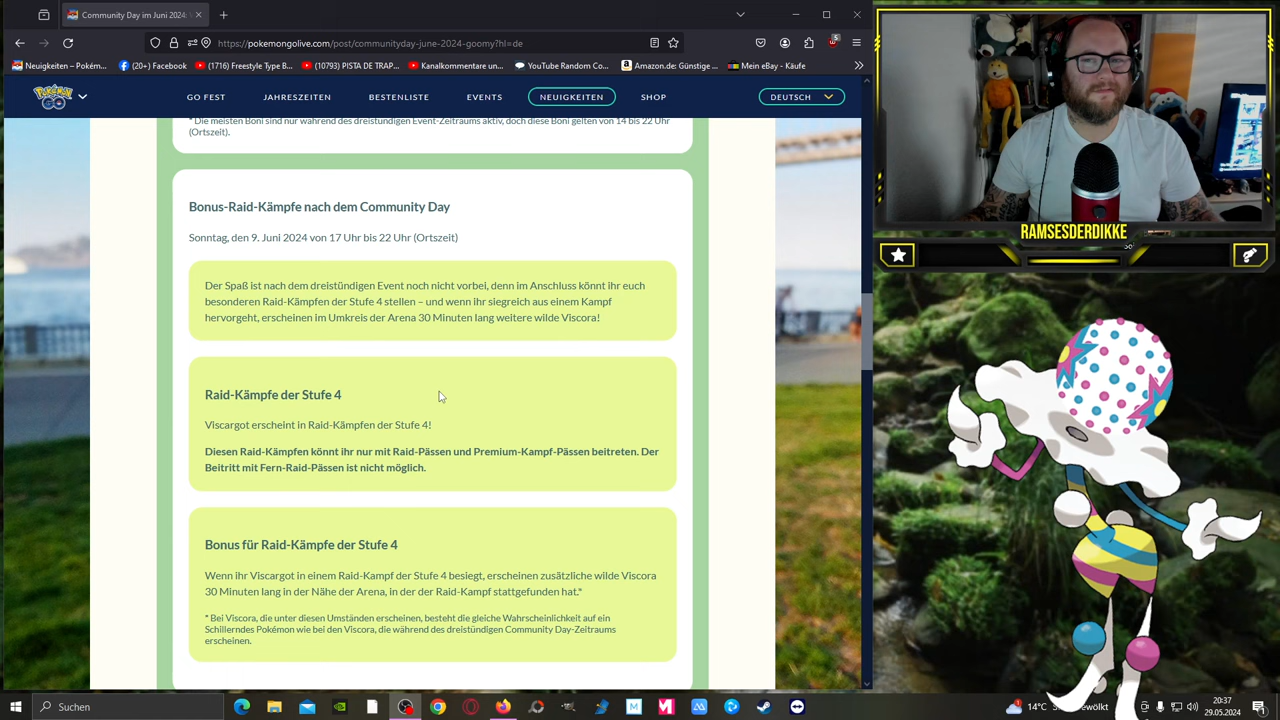 Community Day im Juni 2024:
https://pokemongolive.com/post/communityday-june-2024-goomy?hl=de
5
Neuigkeiten – Pokém...
(20+) Facebook
(1716) Freestyle Type B...
(10793) PISTA DE TRAP...
Kanalkommentare un...
YouTube Random Co...
Amazon.de: Günstige ...
Mein eBay - Käufe
POKÉMON GO
GO FEST
JAHRESZEITEN
BESTENLISTE
EVENTS
NEUIGKEITEN
SHOP
DEUTSCH
* Die meisten Boni sind nur während des dreistündigen Event-Zeitraums aktiv, doch diese Boni gelten von 14 bis 22 Uhr
(Ortszeit).
Bonus-Raid-Kämpfe nach dem Community Day
Sonntag, den 9. Juni 2024 von 17 Uhr bis 22 Uhr (Ortszeit)
Der Spaß ist nach dem dreistündigen Event noch nicht vorbei, denn im Anschluss könnt ihr euch
besonderen Raid-Kämpfen der Stufe 4 stellen – und wenn ihr siegreich aus einem Kampf
hervorgeht, erscheinen im Umkreis der Arena 30 Minuten lang weitere wilde Viscora!
Raid-Kämpfe der Stufe 4
Viscargot erscheint in Raid-Kämpfen der Stufe 4!
Diesen Raid-Kämpfen könnt ihr nur mit Raid-Pässen und Premium-Kampf-Pässen beitreten. Der
Beitritt mit Fern-Raid-Pässen ist nicht möglich.
Bonus für Raid-Kämpfe der Stufe 4
Wenn ihr Viscargot in einem Raid-Kampf der Stufe 4 besiegt, erscheinen zusätzliche wilde Viscora
30 Minuten lang in der Nähe der Arena, in der der Raid-Kampf stattgefunden hat.*
* Bei Viscora, die unter diesen Umständen erscheinen, besteht die gleiche Wahrscheinlichkeit auf ein
Schillerndes Pokémon wie bei den Viscora, die während des dreistündigen Community Day-Zeitraums
erscheinen.
RAMSESDERDIKKE
Suchen
14°C
20:37
29.05.2024